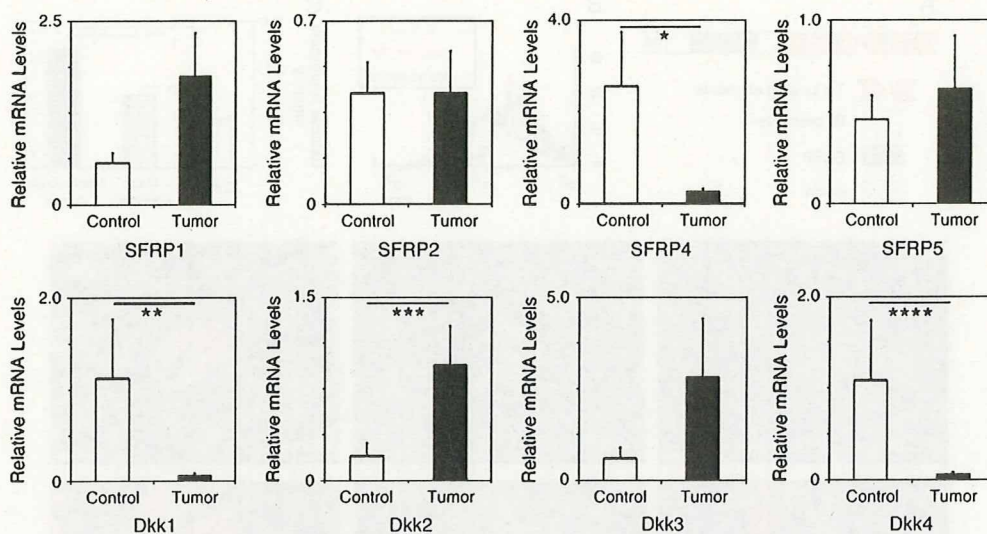 Relative mRNA Levels
2.5
0
Control Tumor
SFRP1
Relative mRNA Levels
0.7
0
Control Tumor
SFRP2
Relative mRNA Levels
4.0
0
*
Control Tumor
SFRP4
Relative mRNA Levels
1.0
0
Control Tumor
SFRP5
Relative mRNA Levels
2.0
0
**
Control Tumor
Dkk1
Relative mRNA Levels
1.5
0
***
Control Tumor
Dkk2
Relative mRNA Levels
5.0
0
Control Tumor
Dkk3
Relative mRNA Levels
2.0
0
****
Control Tumor
Dkk4